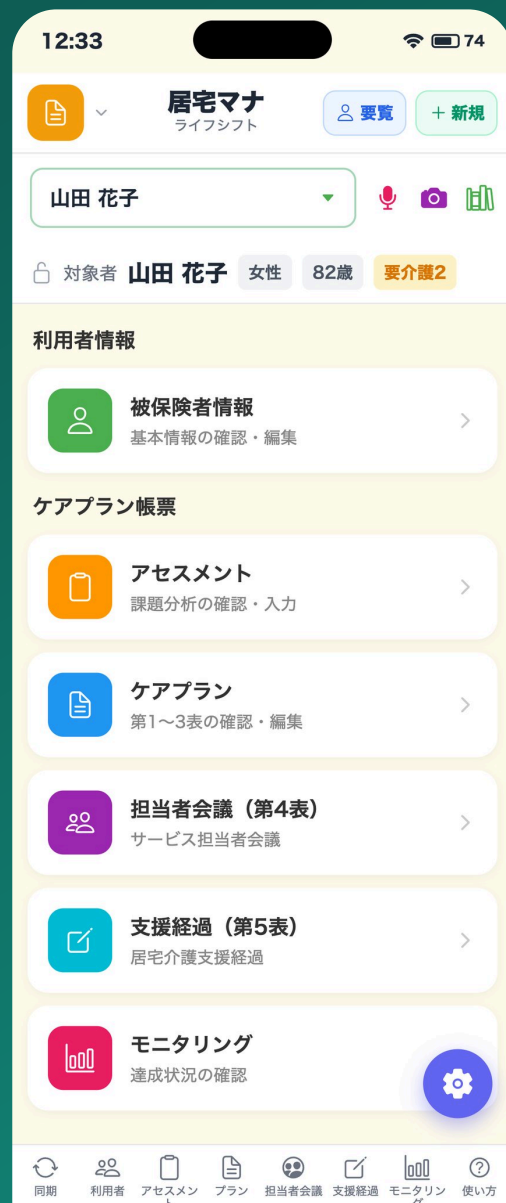 12:33
74
居宅マナ
ライフシフト
要覧
+ 新規
山田 花子
対象者 山田 花子 女性 82歳 要介護2
利用者情報
被保険者情報
基本情報の確認・編集
ケアプラン帳票
アセスメント
課題分析の確認・入力
ケアプラン
第1〜3表の確認・編集
担当者会議（第4表）
サービス担当者会議
支援経過（第5表）
居宅介護支援経過
モニタリング
達成状況の確認
同期
利用者
アセスメン
ト
プラン
担当者会議
支援経過
モニタリン
グ
使い方